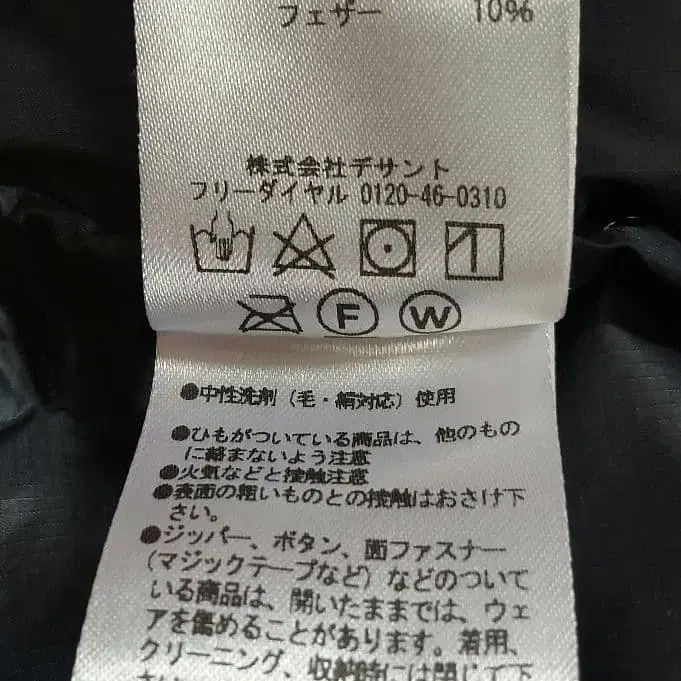 フェザー 10%
株式会社デサント
フリーダイヤル 0120-46-0310
F W
●中性洗剤（毛・絹対応）使用
●ひもがついている商品は、他のもの
に絡まないよう注意
●火気などと接触注意
●表面の粗いものとの接触はおさけ下
さい。
●ジッパー、ボタン、面ファスナー
（マジックテープなど）などのついて
いる商品は、開いたままでは、ウェ
アを傷めることがあります。着用、
クリーニング、収納時には閉じて下
さい